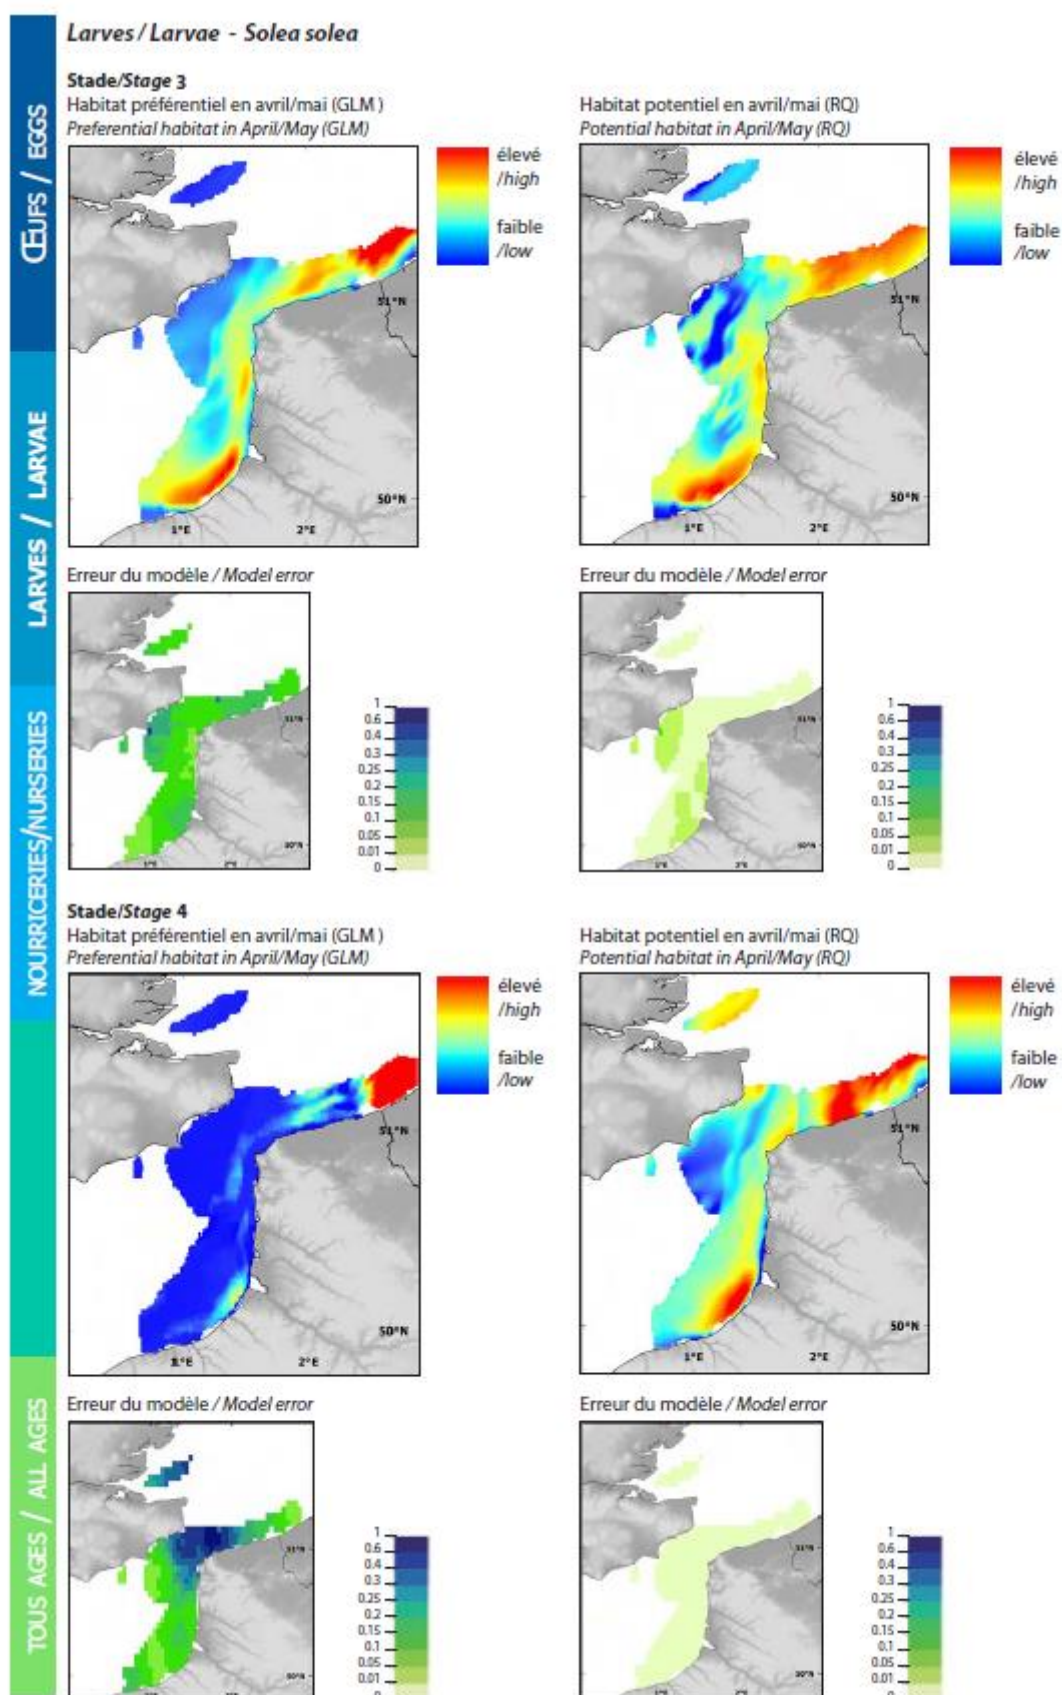 Larves / Larvae - Solea solea
Stade/Stage 3
Habitat préférentiel en avril/mai (GLM )
Preferential habitat in April/May (GLM)
élevé
/high
faible
/low
51°N
50°N
1°E
2°E
Habitat potentiel en avril/mai (RQ)
Potential habitat in April/May (RQ)
élevé
/high
faible
/low
51°N
50°N
1°E
2°E
Erreur du modèle / Model error
1
0.6
0.4
0.3
0.25
0.2
0.15
0.1
0.05
0.01
0
Erreur du modèle / Model error
1
0.6
0.4
0.3
0.25
0.2
0.15
0.1
0.05
0.01
0
Stade/Stage 4
Habitat préférentiel en avril/mai (GLM )
Preferential habitat in April/May (GLM)
élevé
/high
faible
/low
51°N
50°N
1°E
2°E
Habitat potentiel en avril/mai (RQ)
Potential habitat in April/May (RQ)
élevé
/high
faible
/low
51°N
50°N
1°E
2°E
Erreur du modèle / Model error
1
0.6
0.4
0.3
0.25
0.2
0.15
0.1
0.05
0.01
Erreur du modèle / Model error
1
0.6
0.4
0.3
0.25
0.2
0.15
0.1
0.05
0.01
ŒUFS / EGGS
LARVES / LARVAE
NOURRICERIES/NURSERIES
TOUS AGES / ALL AGES